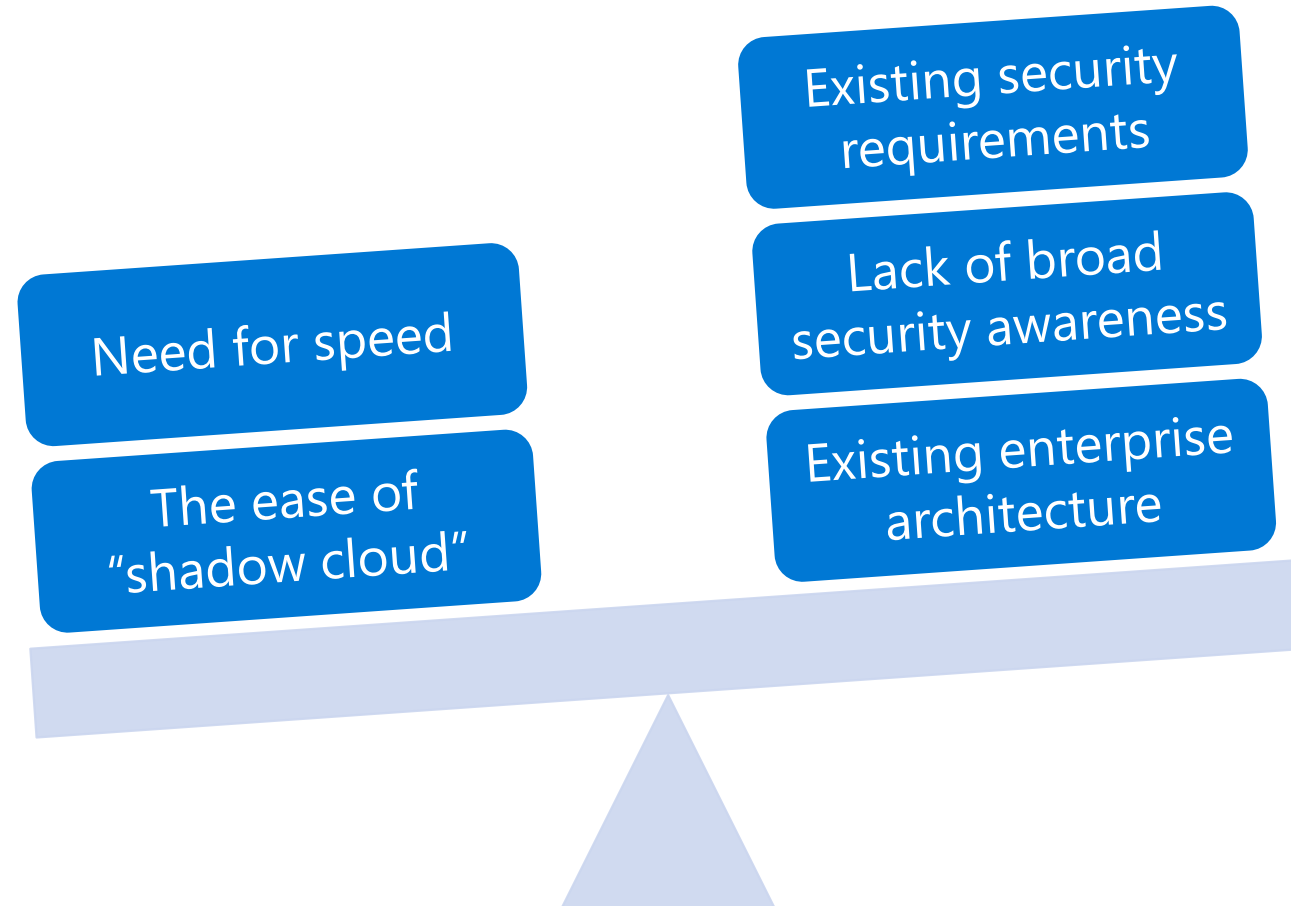 Need for speed
The ease of
“shadow cloud”
Existing security
requirements
Lack of broad
security awareness
Existing enterprise
architecture